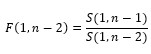 F(1, n − 2) = S(1, n − 1) / S(1, n − 2)